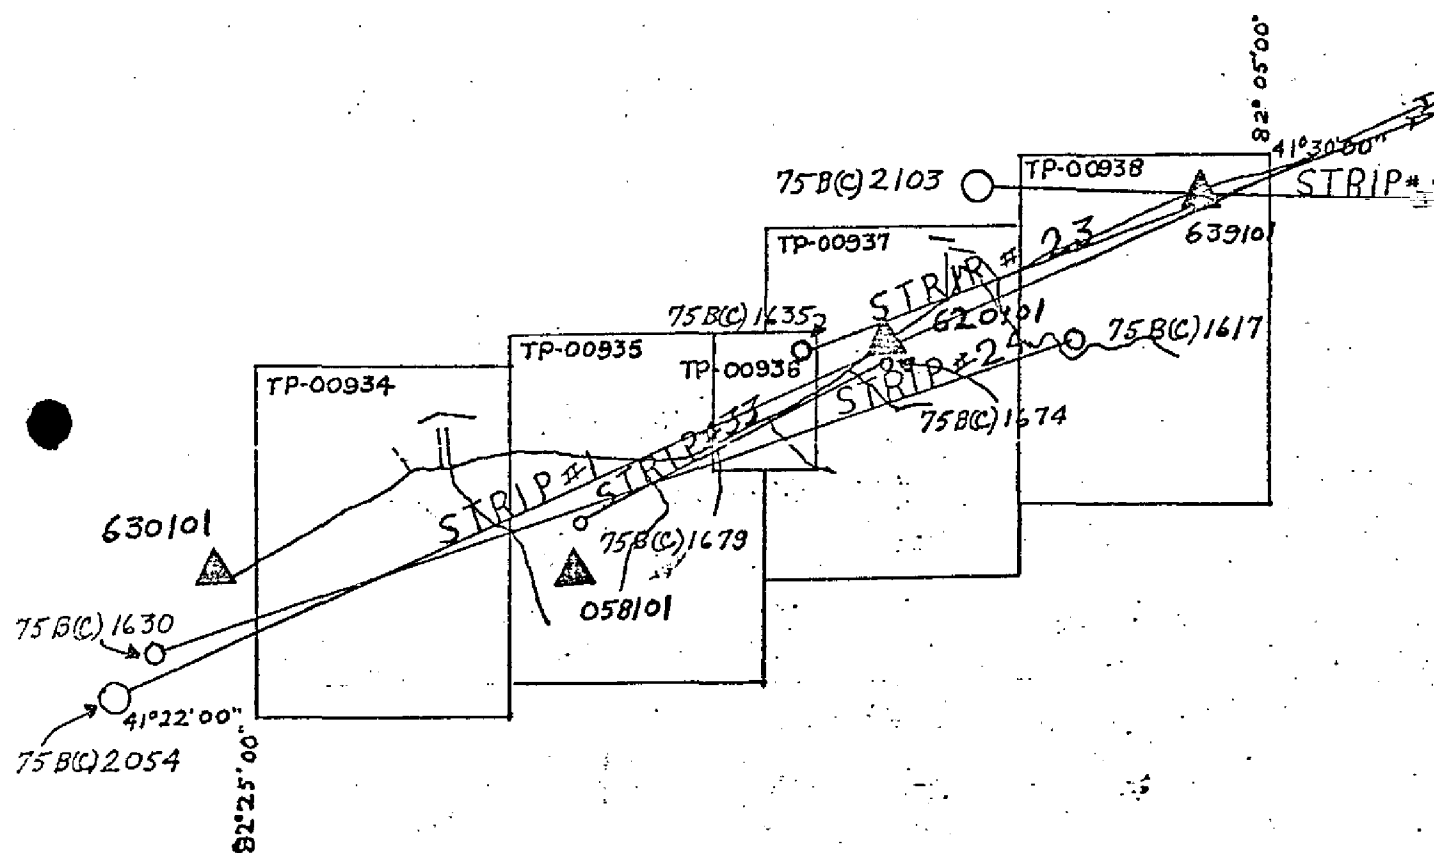 82° 05'00"
41°30'00"
TP-00938
75B(C)2103
STRIP#
639101
TP-00937
STRIP # 23
75B(C)1635
620101
75B(C)1617
TP-00935
TP-00936
STRIP #2
TP-00934
75B(C)1674
STRIP #33
STRIP #1
630101
75B(C)1679
058101
75B(C)1630
41°22'00"
75B(C)2054
82°25'00"